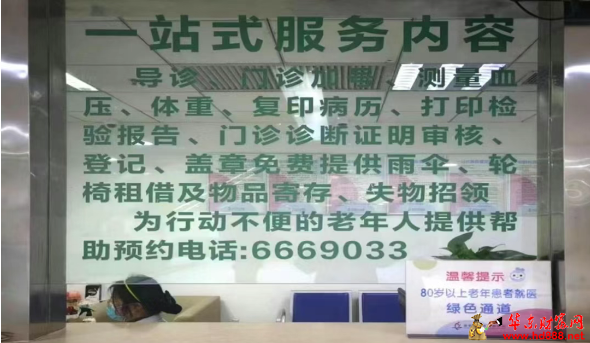 一站式服务内容
导诊、门诊加号、测量血
压、体重、复印病历、打印检
验报告、门诊诊断证明审核、
登记、盖章免费提供雨伞、轮
椅租借及物品寄存、失物招领
为行动不便的老年人提供帮
助预约电话:6669033
温馨提示
80岁以上老年患者就医
绿色通道
华东财富网